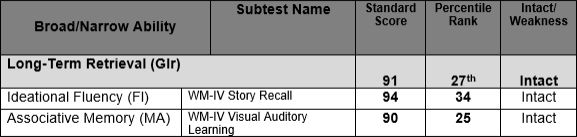 Broad/Narrow Ability Subtest Name Standard Score Percentile Rank Intact/ Weakness
Long-Term Retrieval (Glr) 91 27th Intact
Ideational Fluency (FI) WM-IV Story Recall 94 34 Intact
Associative Memory (MA) WM-IV Visual Auditory Learning 90 25 Intact